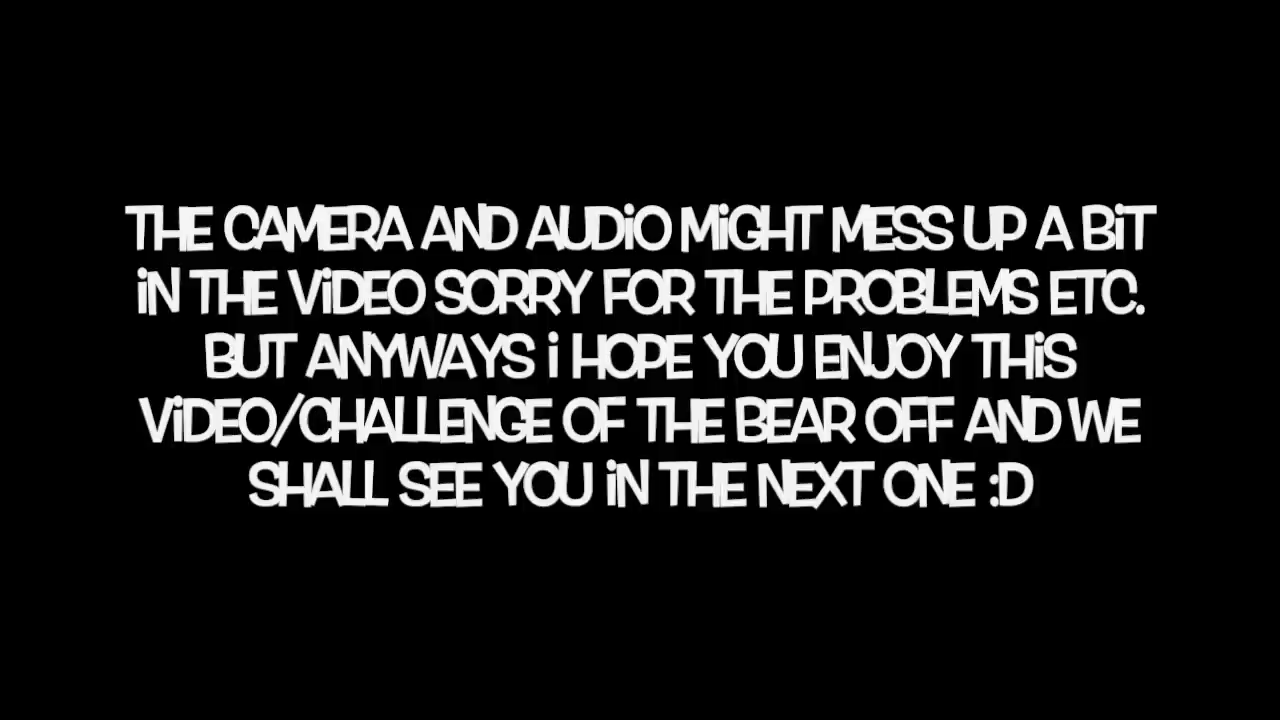 THE CAMERA AND AUDiO MiGHT MESS UP A BiT
iN THE ViDEO SORRY FOR THE PROBLEMS ETC.
BUT ANYWAYS i HOPE YOU ENJOY THiS
ViDEO/CHALLENGE OF THE BEAR OFF AND WE
SHALL SEE YOU iN THE NEXT ONE :D